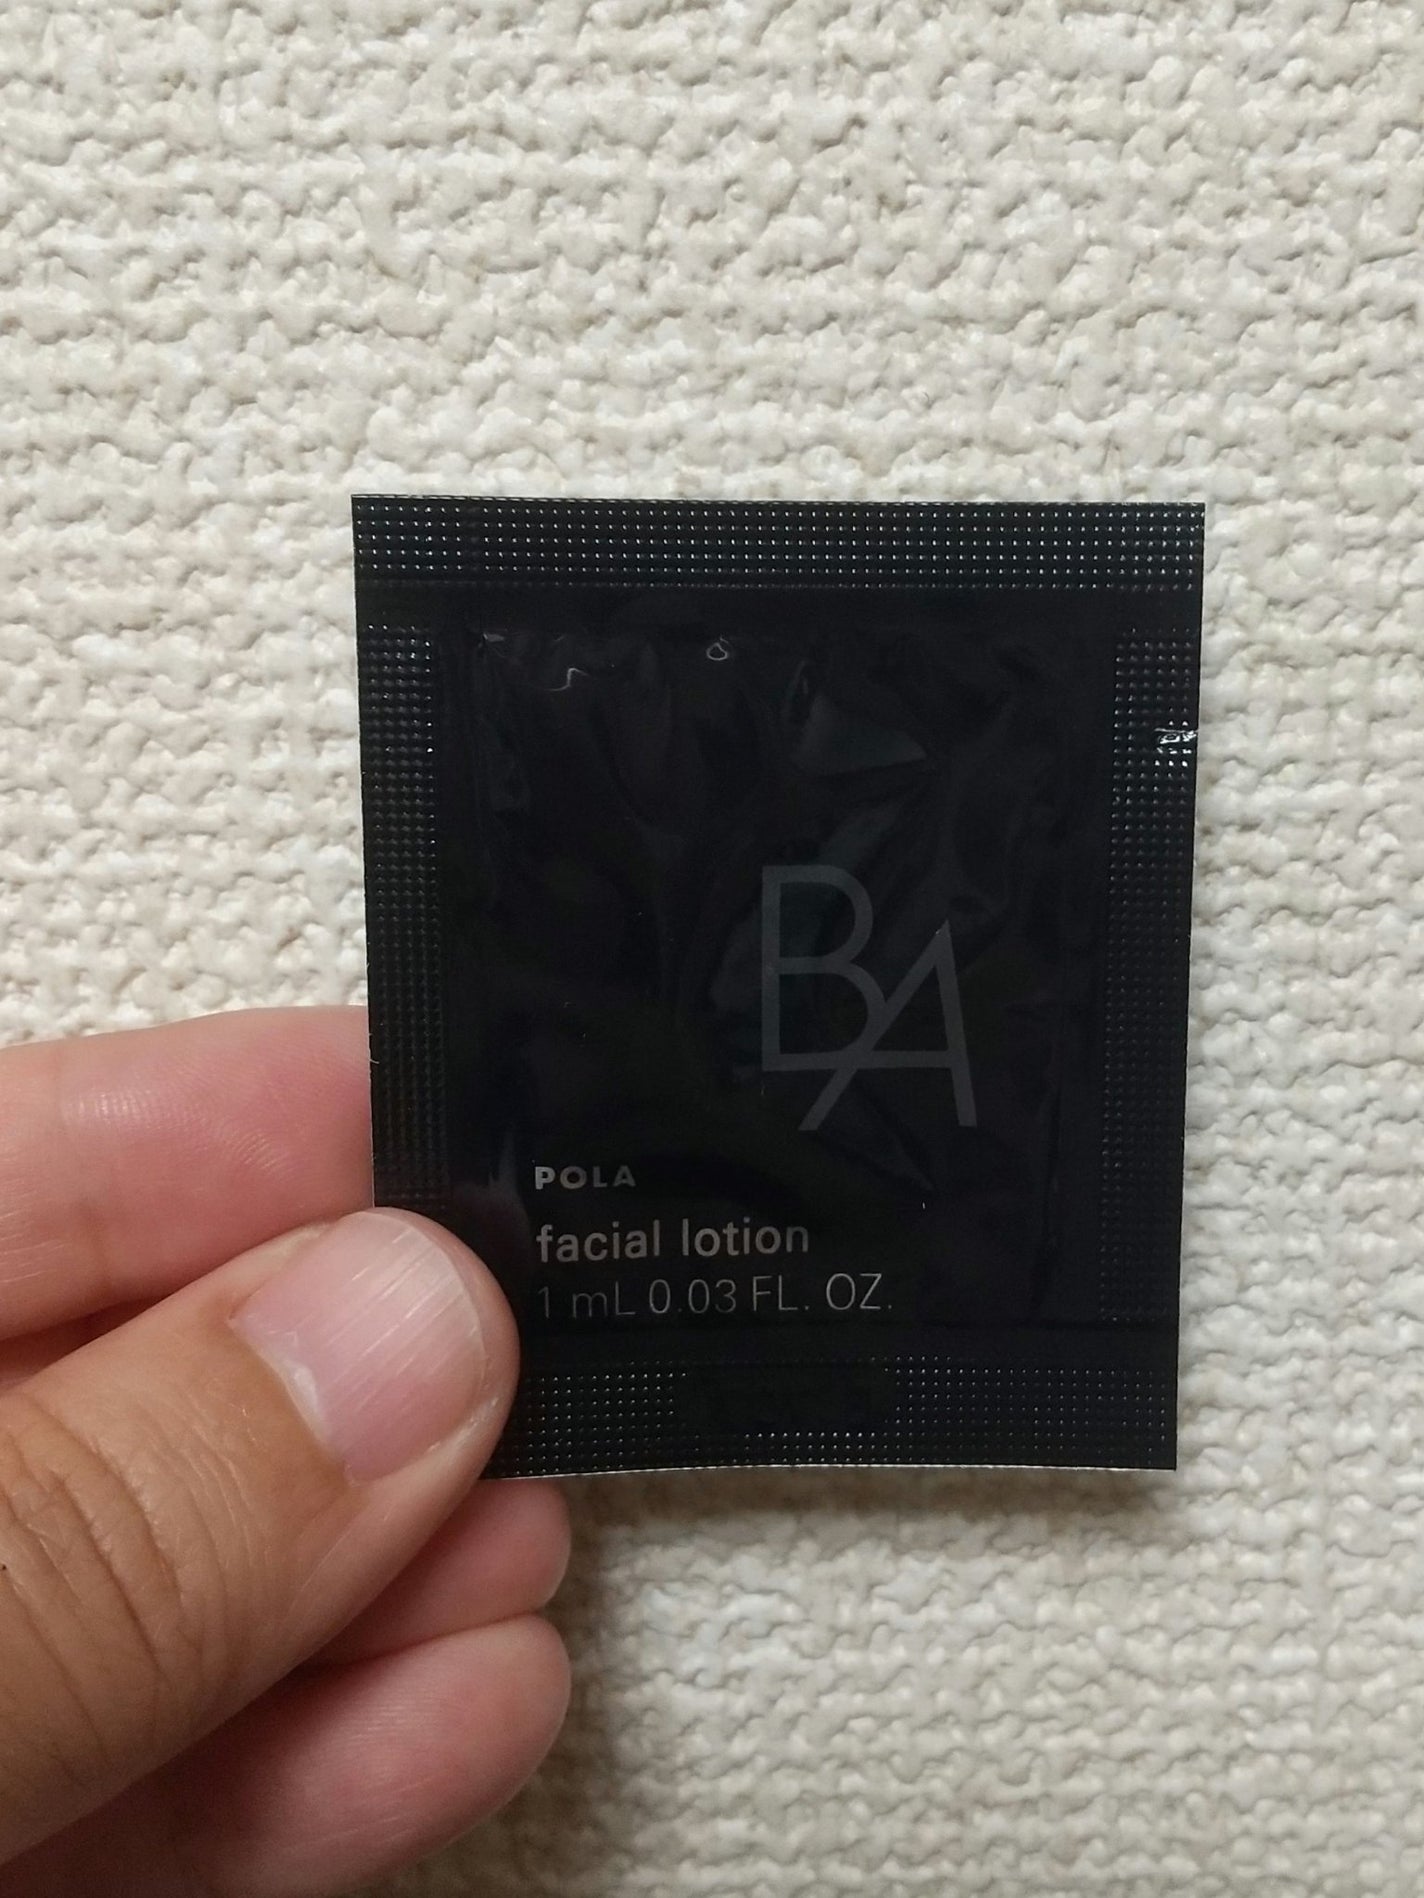 BA
POLA
facial lotion
1 mL 0.03 FL. OZ.